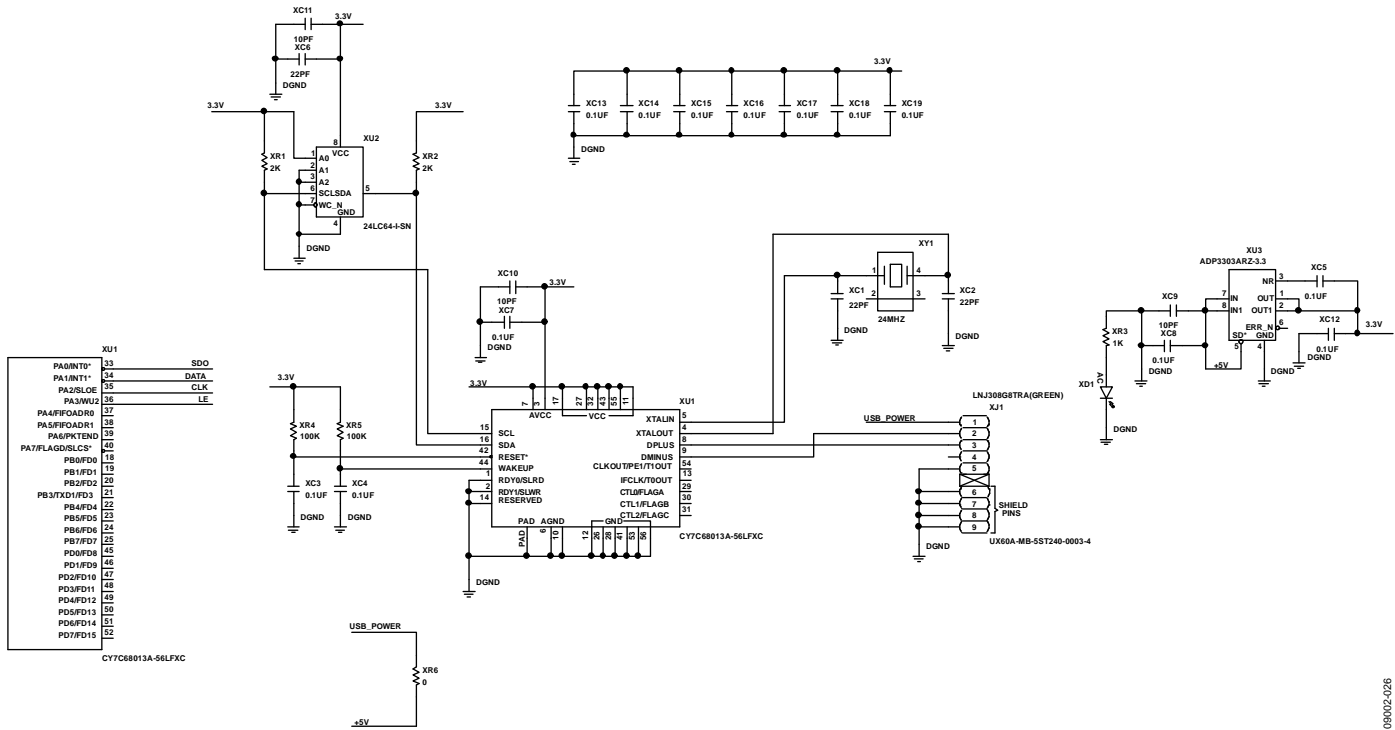 XC11
3.3V
10PF
XC6
22PF
DGND
3.3V
3.3V
XR1
2K
XU2
8
VCC
1
A0
2
A1
3
A2
6
SCL
SDA
5
7
WC_N
GND
4
24LC64-I-SN
XR2
2K
DGND
3.3V
XC13
0.1UF
XC14
0.1UF
XC15
0.1UF
XC16
0.1UF
XC17
0.1UF
XC18
0.1UF
XC19
0.1UF
DGND
XC10
3.3V
10PF
XC7
0.1UF
DGND
XY1
1
4
2
3
24MHZ
XC1
22PF
DGND
XC2
22PF
DGND
XU3
ADP3303ARZ-3.3
NR
3
XC5
0.1UF
7
IN
OUT
1
8
IN1
OUT1
2
ERR_N
6
SD*
GND
5
4
+5V
DGND
XC12
0.1UF
DGND
3.3V
XC9
10PF
XC8
0.1UF
DGND
XR3
1K
XD1
AC
DGND
LNJ308G8TRA(GREEN)
XU1
PA0/INT0*
33
SDO
PA1/INT1*
34
DATA
PA2/SLOE
35
CLK
PA3/WU2
36
LE
PA4/FIFOADR0
37
PA5/FIFOADR1
38
PA6/PKTEND
39
PA7/FLAGD/SLCS*
40
PB0/FD0
18
PB1/FD1
19
PB2/FD2
20
PB3/TXD1/FD3
21
PB4/FD4
22
PB5/FD5
23
PB6/FD6
24
PB7/FD7
25
PD0/FD8
45
PD1/FD9
46
PD2/FD10
47
PD3/FD11
48
PD4/FD12
49
PD5/FD13
50
PD6/FD14
51
PD7/FD15
52
CY7C68013A-56LFXC
3.3V
XR4
100K
XR5
100K
XC3
0.1UF
XC4
0.1UF
DGND
DGND
3.3V
7
3
17
27
32
43
55
11
AVCC
VCC
XU1
15
SCL
16
SDA
42
RESET*
44
WAKEUP
1
RDY0/SLRD
2
RDY1/SLWR
14
RESERVED
XTALIN
5
XTALOUT
4
DPLUS
8
DMINUS
9
CLKOUT/PE1/T1OUT
54
IFCLK/T0OUT
13
CTL0/FLAGA
29
CTL1/FLAGB
30
CTL2/FLAGC
31
PAD
AGND
GND
PAD
6
10
12
26
28
41
53
56
CY7C68013A-56LFXC
DGND
USB_POWER
XJ1
1
2
3
4
5
6
7
8
9
SHIELD
PINS
DGND
UX60A-MB-5ST240-0003-4
USB_POWER
XR6
0
+5V
09002-026